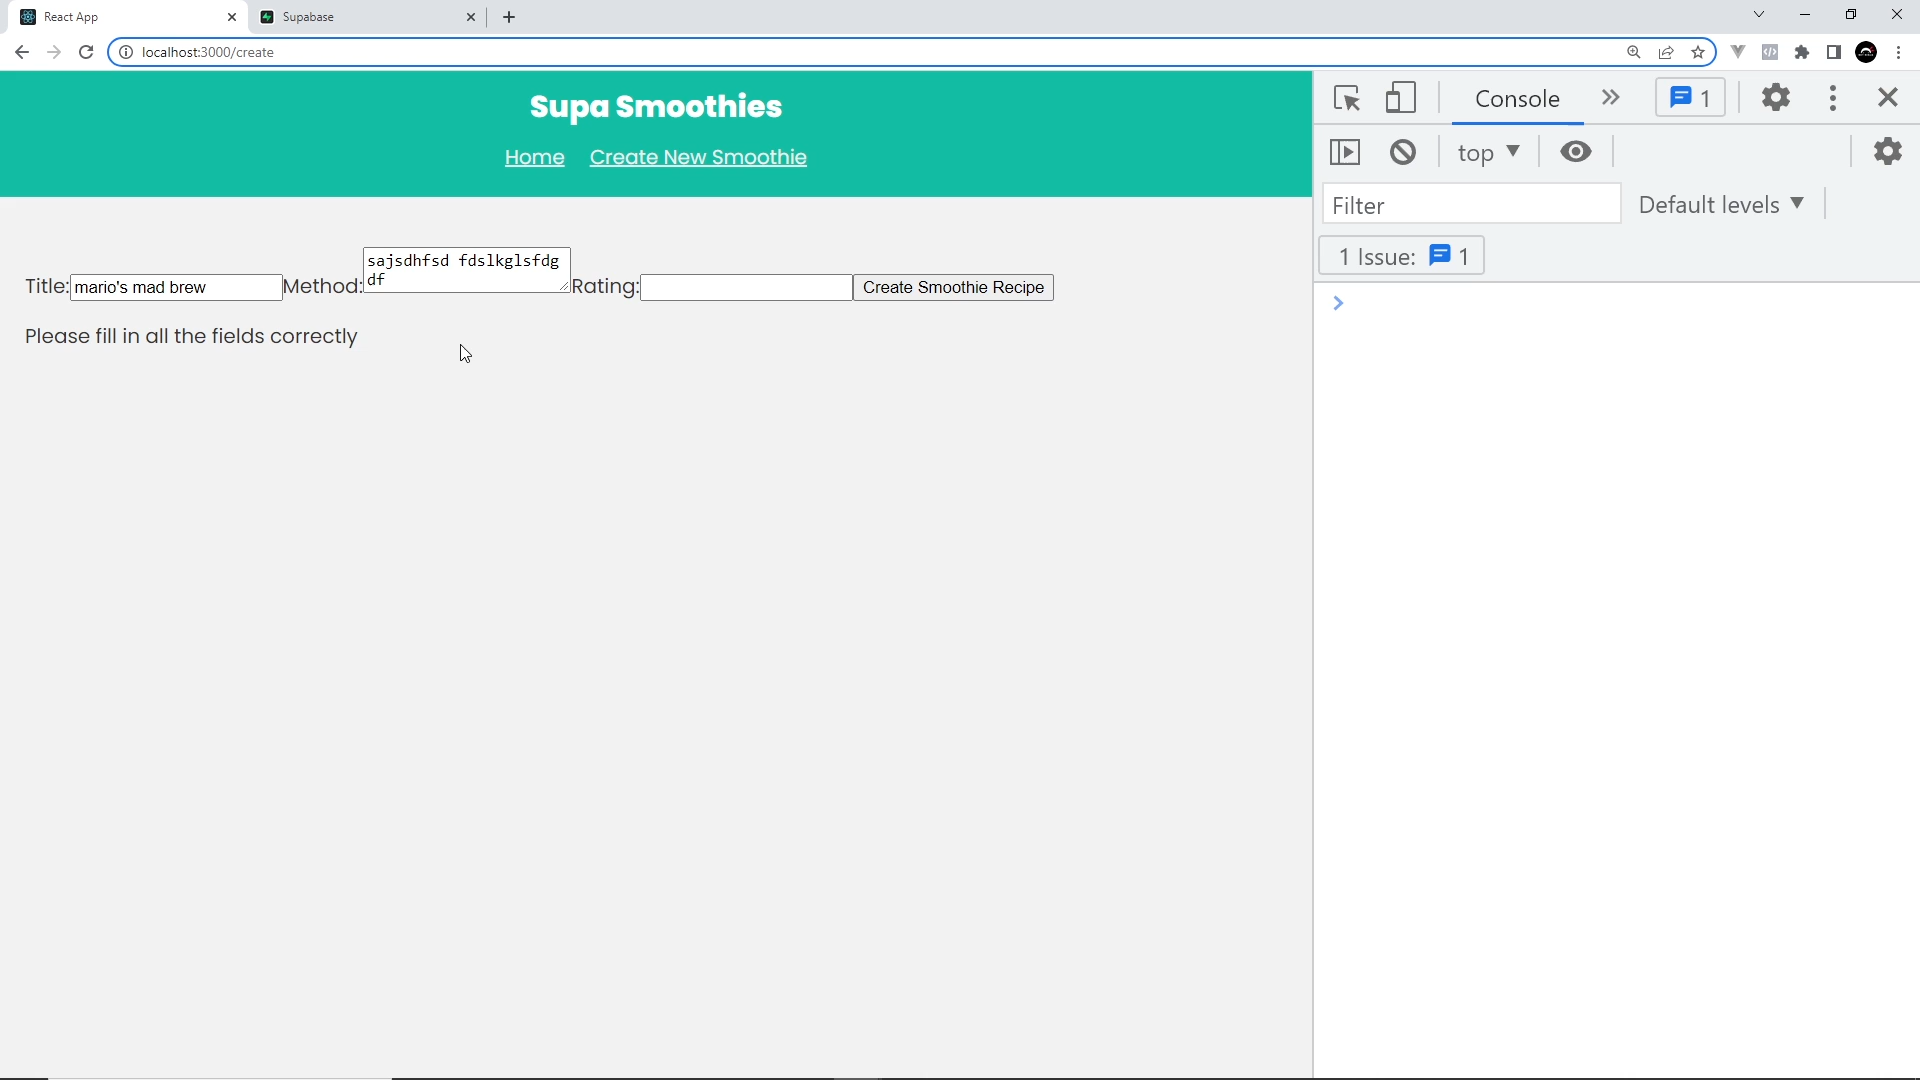 React App
Supabase
localhost:3000/create
Supa Smoothies
Home Create New Smoothie
Title: mario's mad brew Method: sajsdhfsd fdslkglsfdg
df
Rating: Create Smoothie Recipe
Please fill in all the fields correctly
Console 1
top
Filter Default levels
1 Issue: 1